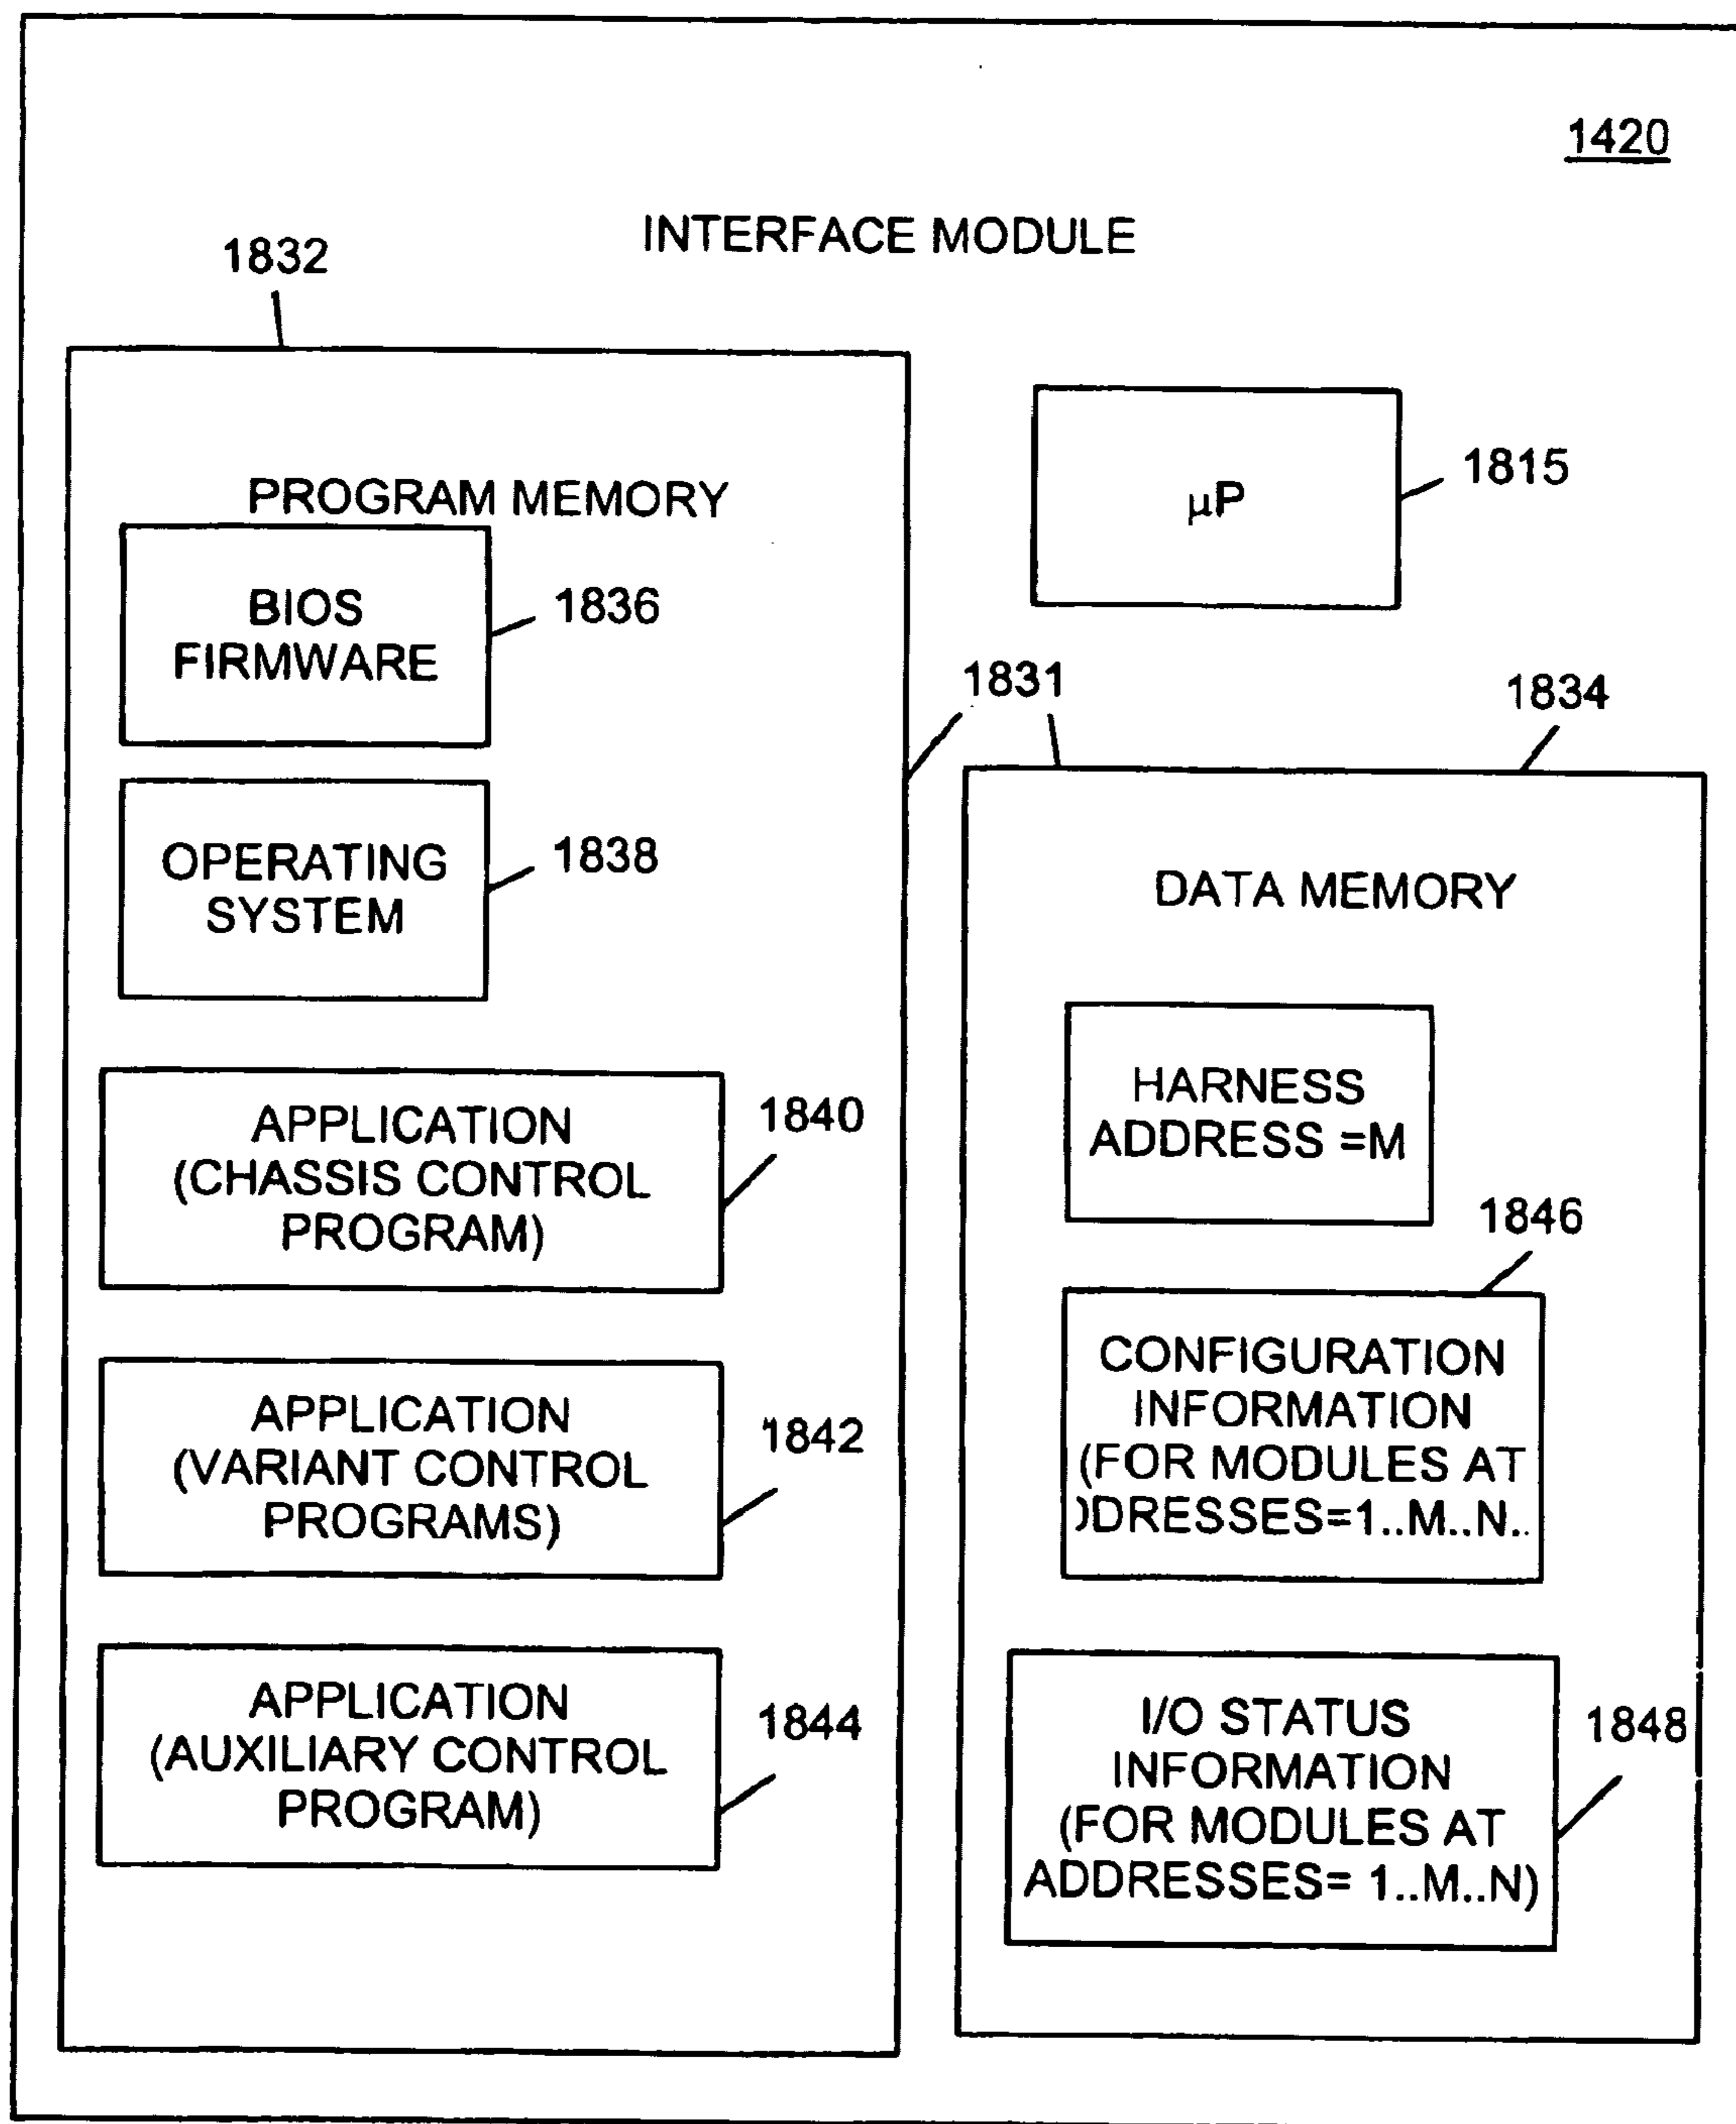 1420
INTERFACE MODULE
1832
PROGRAM MEMORY
BIOS
FIRMWARE
1836
OPERATING
SYSTEM
1838
APPLICATION
(CHASSIS CONTROL
PROGRAM)
1840
APPLICATION
(VARIANT CONTROL
PROGRAMS)
1842
APPLICATION
(AUXILIARY CONTROL
PROGRAM)
1844
µP
1815
1831
1834
DATA MEMORY
HARNESS
ADDRESS =M
1846
CONFIGURATION
INFORMATION
(FOR MODULES AT
DDRESSES=1..M..N..
I/O STATUS
INFORMATION
(FOR MODULES AT
ADDRESSES= 1..M..N)
1848